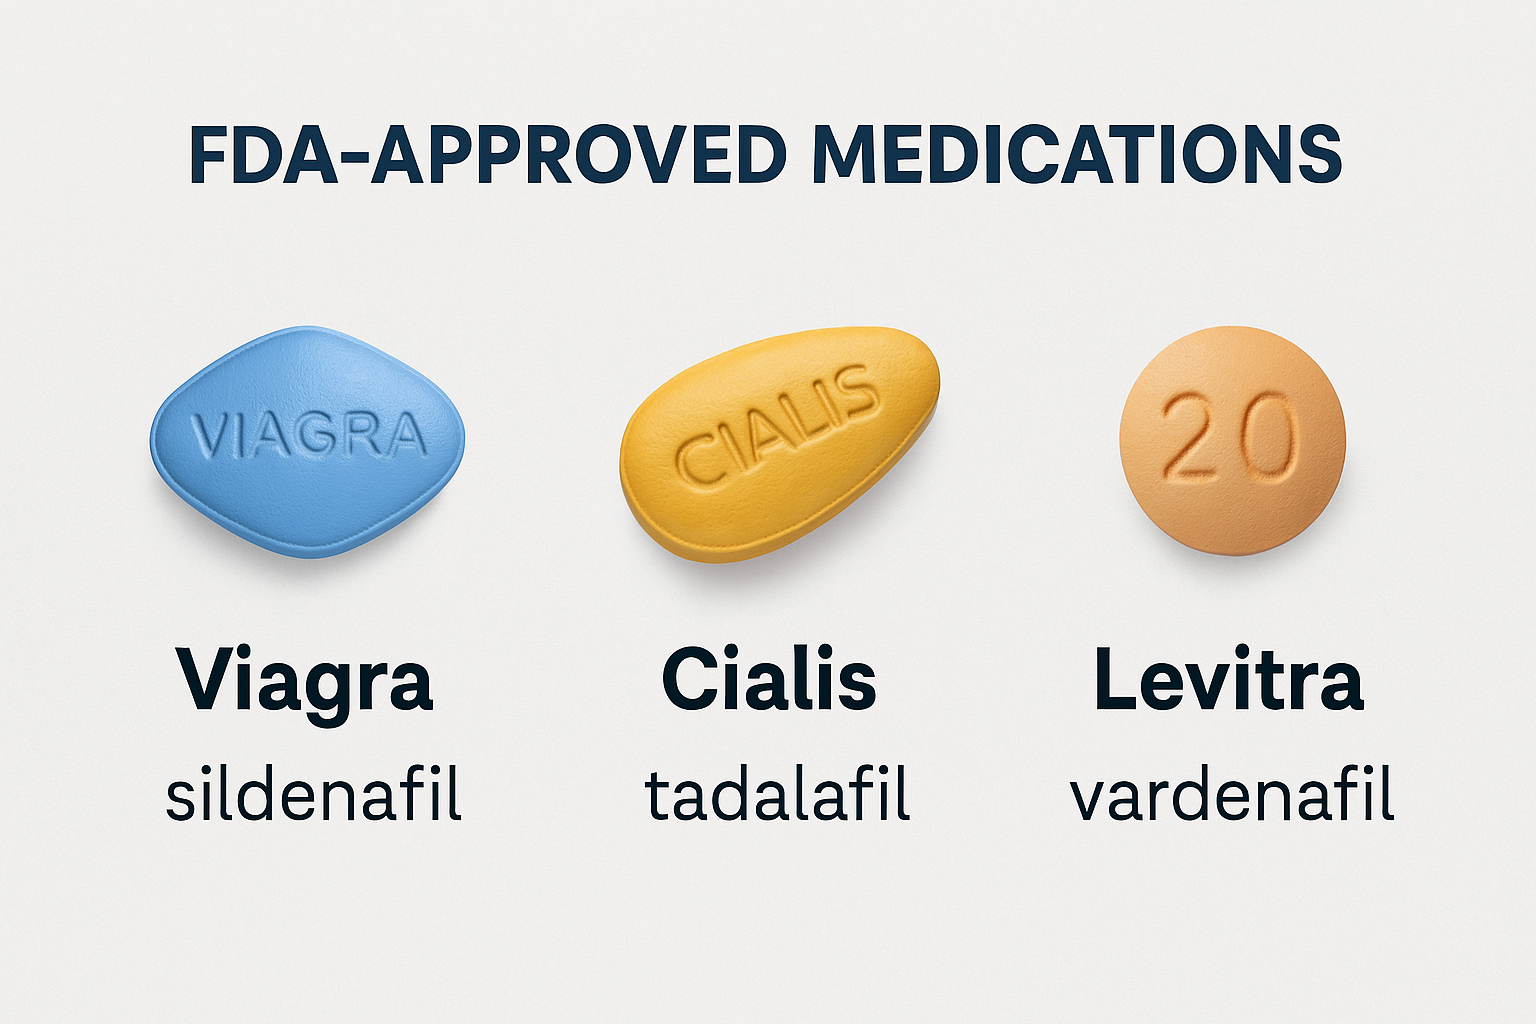 FDA-APPROVED MEDICATIONS
VIAGRA
CIALIS
20
Viagra
Cialis
Levitra
sildenafil
tadalafil
vardenafil